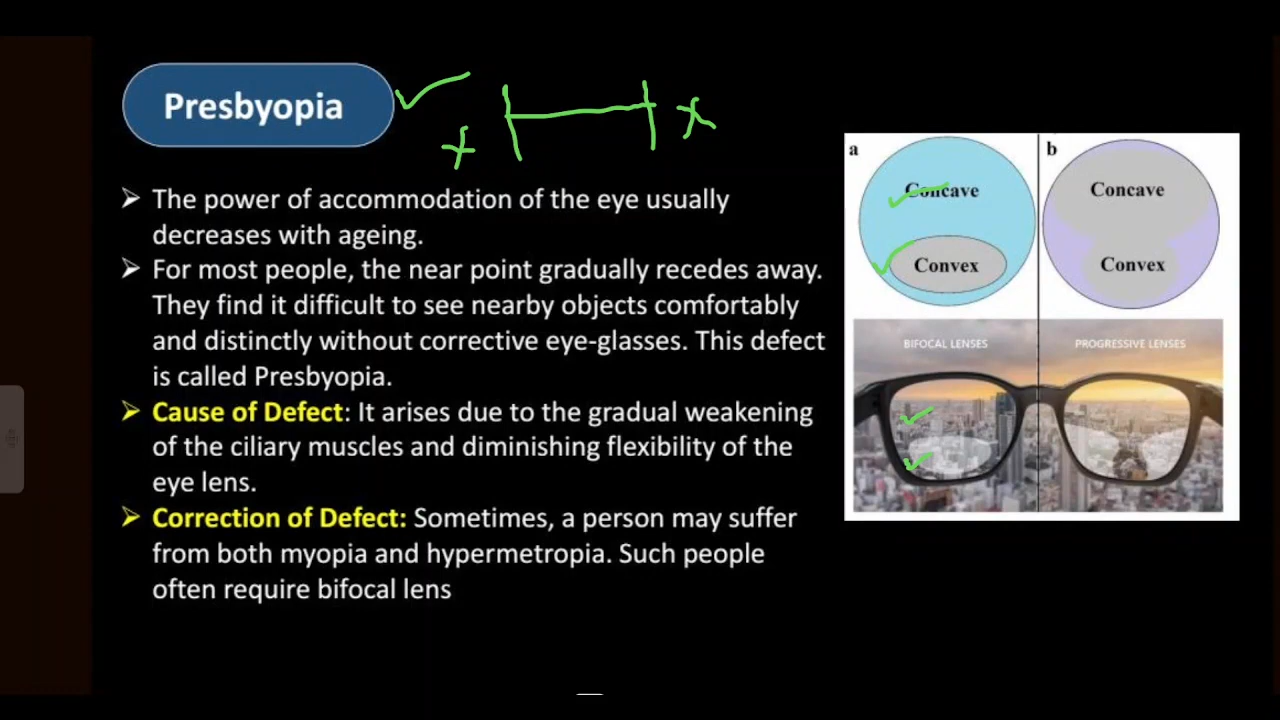 Presbyopia
x
x
➢ The power of accommodation of the eye usually
decreases with ageing.
➢ For most people, the near point gradually recedes away.
They find it difficult to see nearby objects comfortably
and distinctly without corrective eye-glasses. This defect
is called Presbyopia.
➢ Cause of Defect: It arises due to the gradual weakening
of the ciliary muscles and diminishing flexibility of the
eye lens.
➢ Correction of Defect: Sometimes, a person may suffer
from both myopia and hypermetropia. Such people
often require bifocal lens
a
Concave
Convex
b
Concave
Convex
BIFOCAL LENSES
PROGRESSIVE LENSES